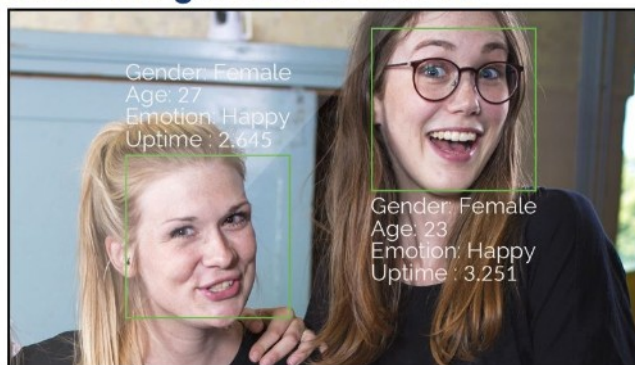 Gender: Female
Age: 27
Emotion: Happy
Uptime : 2.645
Gender: Female
Age: 23
Emotion: Happy
Uptime : 3.251